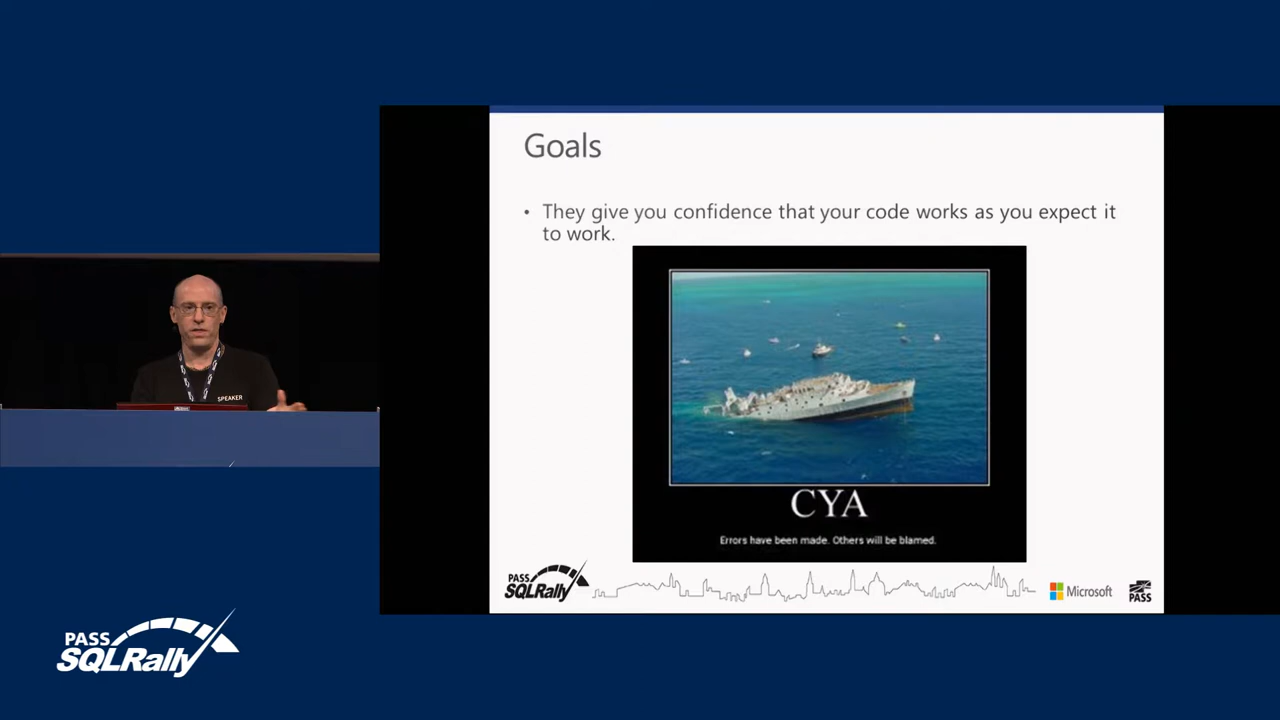 Goals
• They give you confidence that your code works as you expect it
to work.
CYA
Errors have been made. Others will be blamed.
SPEAKER
PASS
SQLRally
Microsoft
PASS
PASS
SQLRally